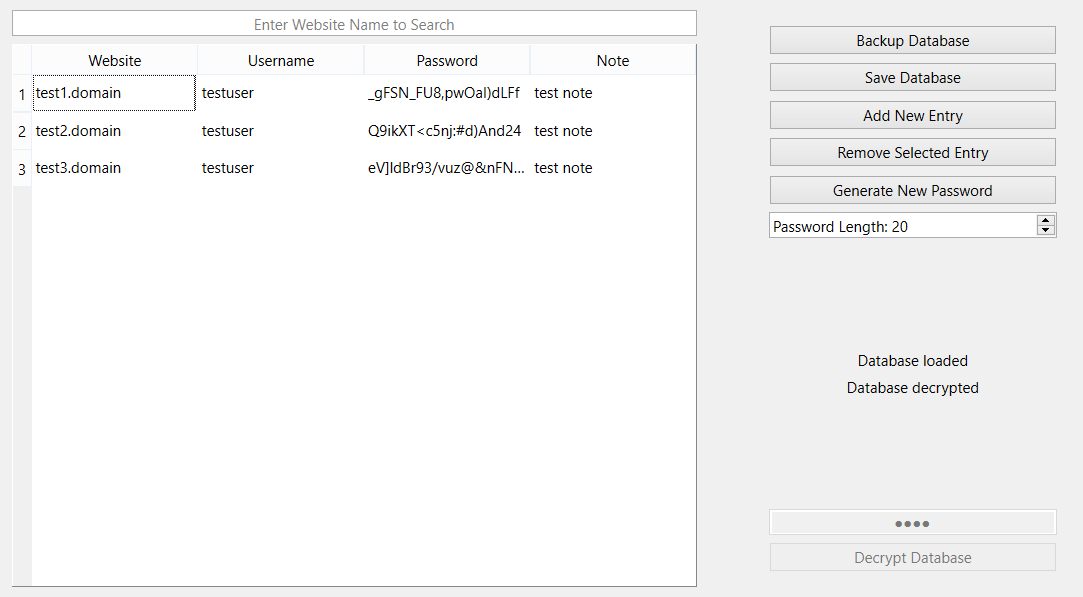 Enter Website Name to Search
Website Username Password Note
1 test1.domain testuser _gFSN_FU8,pwOal)dLFf test note
2 test2.domain testuser Q9ikXT<c5nj:#d)And24 test note
3 test3.domain testuser eV]IdBr93/vuz@&nFN... test note
Backup Database
Save Database
Add New Entry
Remove Selected Entry
Generate New Password
Password Length: 20
Database loaded
Database decrypted
●●●●
Decrypt Database